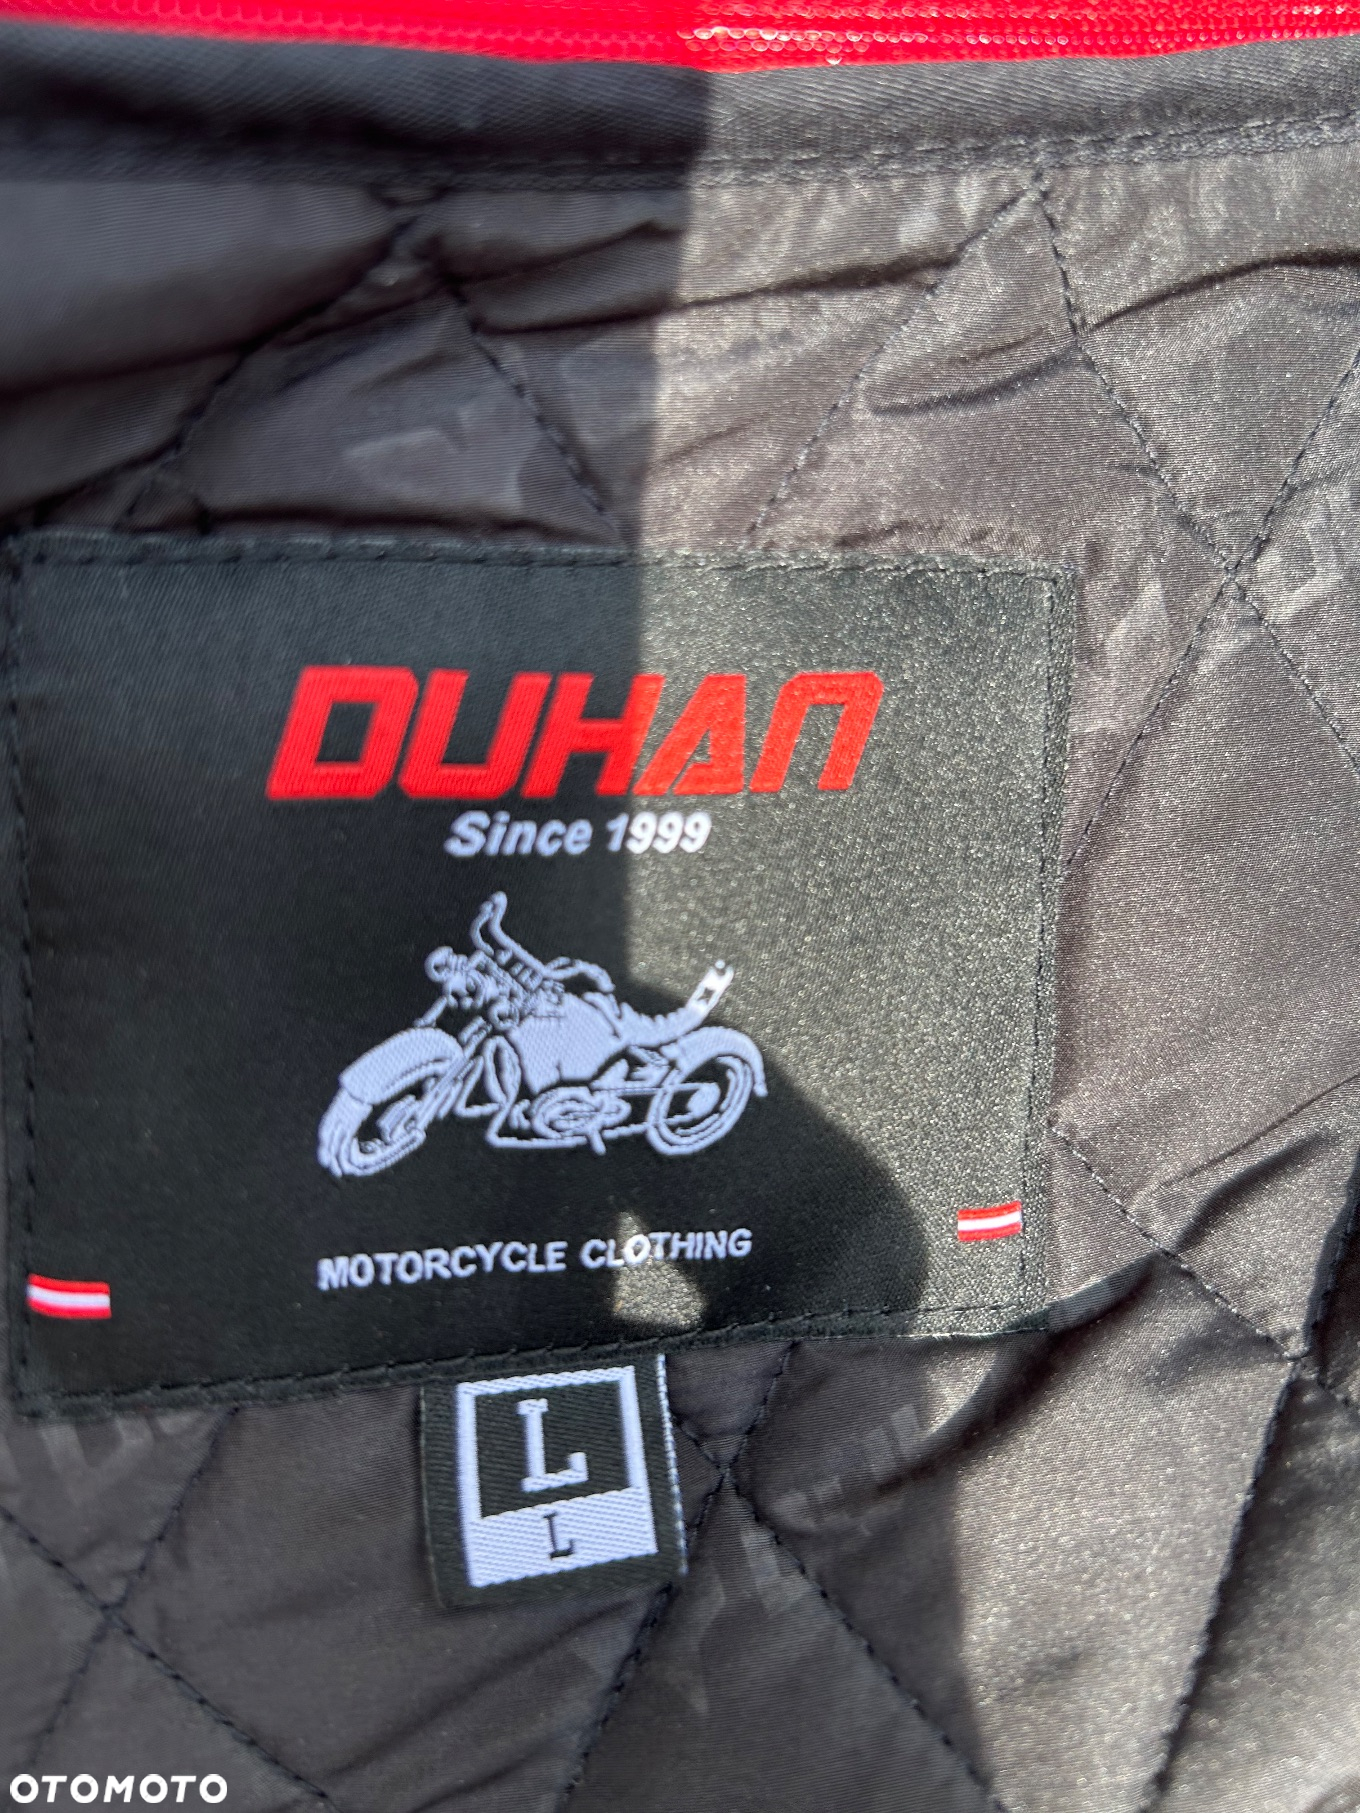 DUHAN
Since 1999
MOTORCYCLE CLOTHING
L
L
OTOMOTO